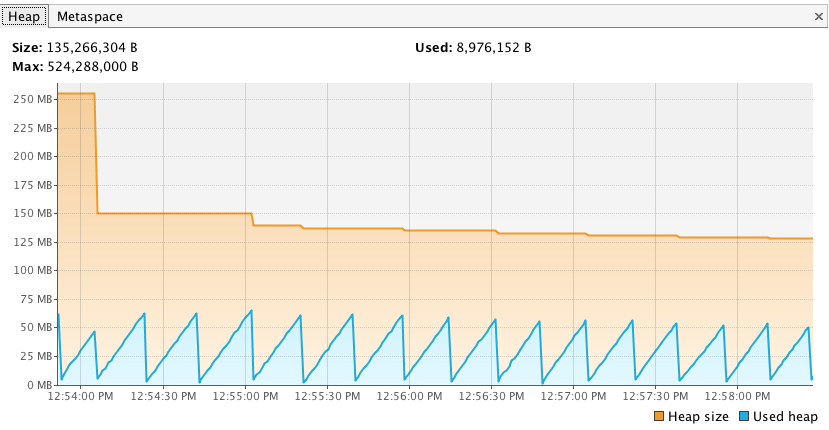 Heap Metaspace ×
Size: 135,266,304 B Used: 8,976,152 B
Max: 524,288,000 B
250 MB
225 MB
200 MB
175 MB
150 MB
125 MB
100 MB
75 MB
50 MB
25 MB
0 MB
12:54:00 PM 12:54:30 PM 12:55:00 PM 12:55:30 PM 12:56:00 PM 12:56:30 PM 12:57:00 PM 12:57:30 PM 12:58:00 PM
Heap size Used heap